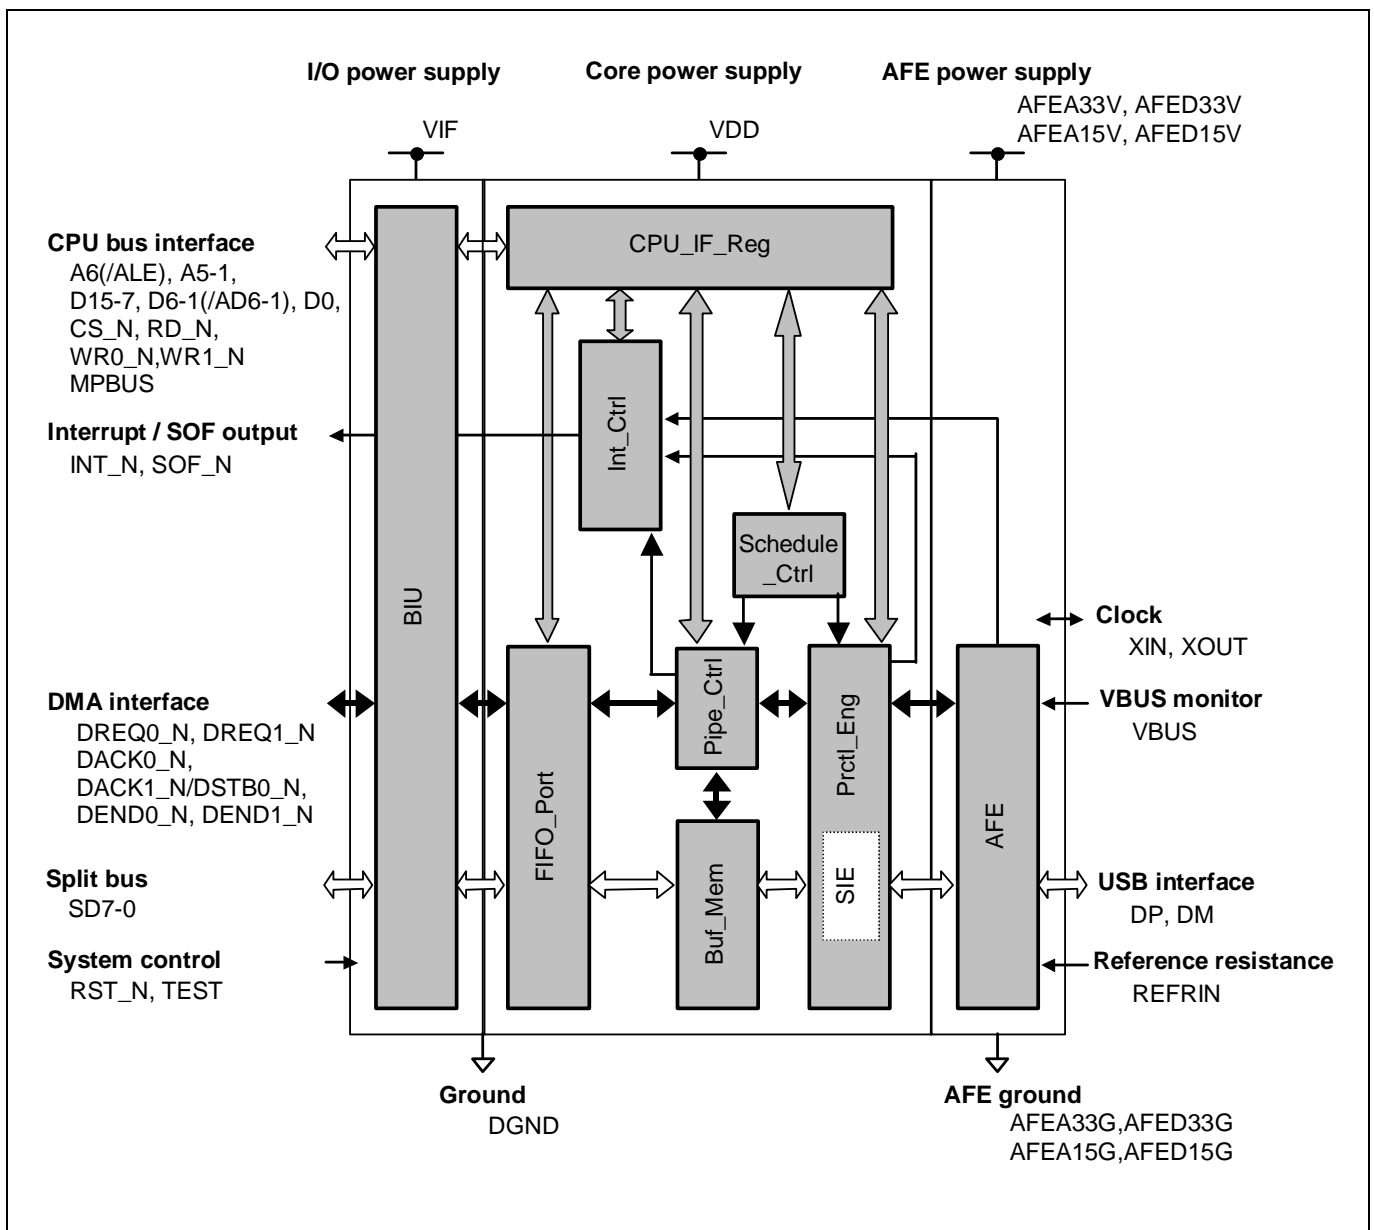 I/O power supply
Core power supply
AFE power supply
AFEA33V, AFED33V
AFEA15V, AFED15V
VIF
VDD
CPU bus interface
A6(/ALE), A5-1,
D15-7, D6-1(/AD6-1), D0,
CS_N, RD_N,
WR0_N,WR1_N
MPBUS
Interrupt / SOF output
INT_N, SOF_N
DMA interface
DREQ0_N, DREQ1_N
DACK0_N,
DACK1_N/DSTB0_N,
DEND0_N, DEND1_N
Split bus
SD7-0
System control
RST_N, TEST
BIU
CPU_IF_Reg
Int_Ctrl
Schedule
_Ctrl
FIFO_Port
Pipe_Ctrl
Buf_Mem
Prctl_Eng
SIE
AFE
Clock
XIN, XOUT
VBUS monitor
VBUS
USB interface
DP, DM
Reference resistance
REFRIN
Ground
DGND
AFE ground
AFEA33G,AFED33G
AFEA15G,AFED15G